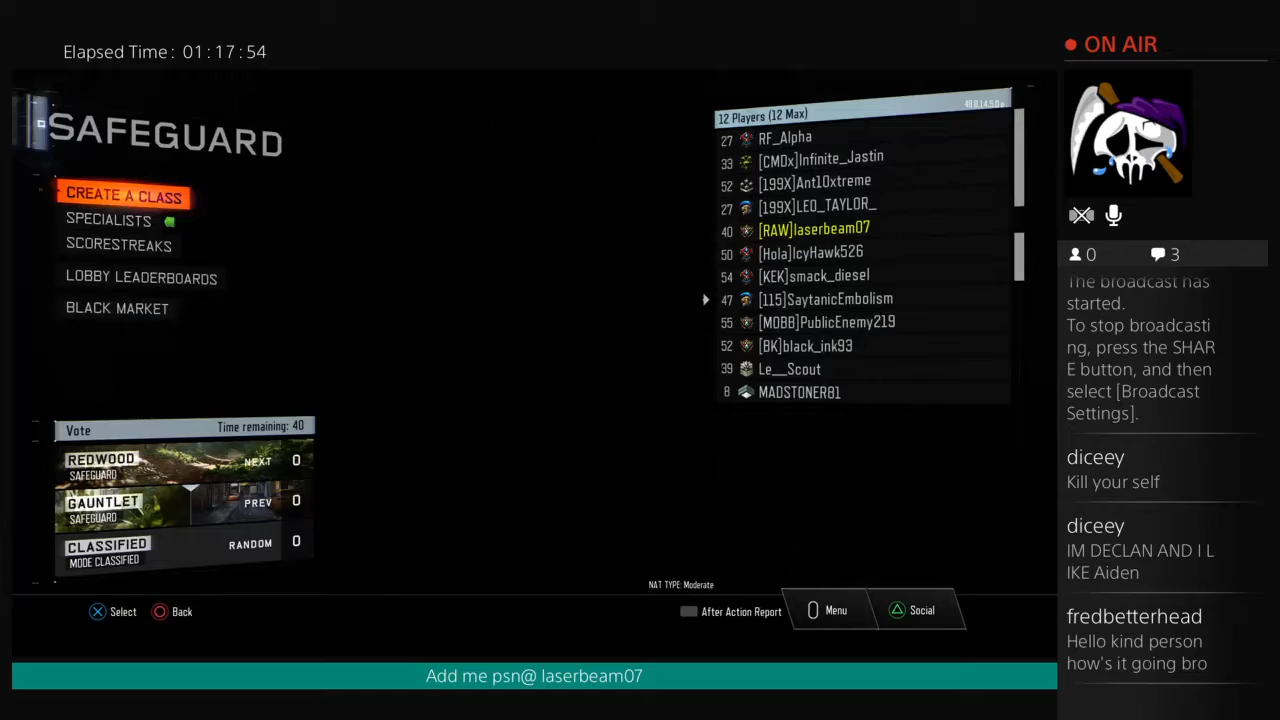 Elapsed Time: 01:17:54
ON AIR
SAFEGUARD
CREATE A CLASS
SPECIALISTS
SCORESTREAKS
LOBBY LEADERBOARDS
BLACK MARKET
12 Players (12 Max)
27 RF_Alpha
33 [CMDx]Infinite_Jastin
52 [199X]Ant10xtreme
27 [199X]LEO_TAYLOR_
40 [RAW]laserbeam07
50 [Hola]IcyHawk526
54 [KEK]smack_diesel
47 [115]SaytanicEmbolism
55 [MOBB]PublicEnemy219
52 [BK]black_ink93
39 Le__Scout
8 MADSTONER81
Vote Time remaining: 40
REDWOOD NEXT 0
SAFEGUARD
GAUNTLET PREV 0
SAFEGUARD
CLASSIFIED RANDOM 0
MODE CLASSIFIED
NAT TYPE: Moderate
Select Back After Action Report Menu Social
Add me psn@ laserbeam07
0 3
The broadcast has
started.
To stop broadcasti
ng, press the SHAR
E button, and then
select [Broadcast
Settings].
diceey
Kill your self
diceey
IM DECLAN AND I L
IKE Aiden
fredbetterhead
Hello kind person
how's it going bro